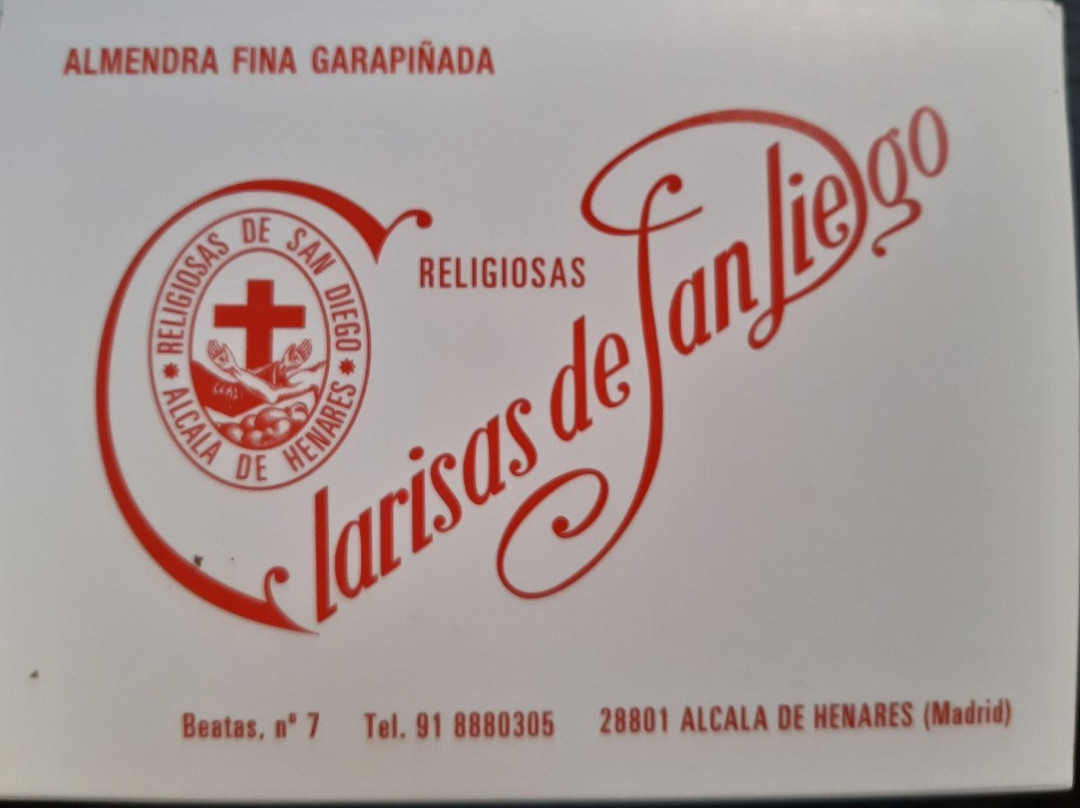 ALMENDRA FINA GARAPIÑADA
RELIGIOSAS DE SAN DIEGO
* ALCALA DE HENARES *
RELIGIOSAS
Clarisas de San Diego
Beatas, nº 7 Tel. 91 8880305 28801 ALCALA DE HENARES (Madrid)